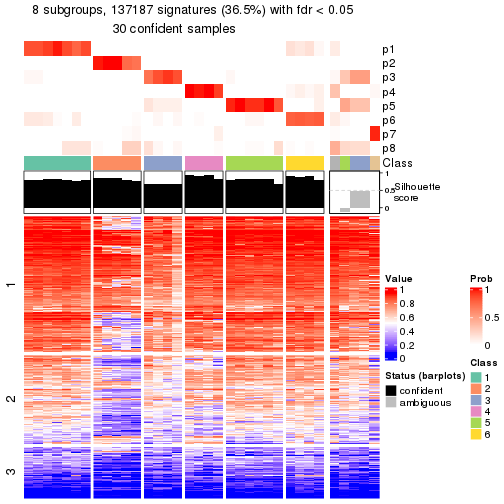 8 subgroups, 137187 signatures (36.5%) with fdr < 0.05
30 confident samples
p1
p2
p3
p4
p5
p6
p7
p8
Class
1
0.5
0
Silhouette
score
1
2
3
Value
1
0.8
0.6
0.4
0.2
0
Prob
1
0.5
0
Status (barplots)
confident
ambiguous
Class
1
2
3
4
5
6